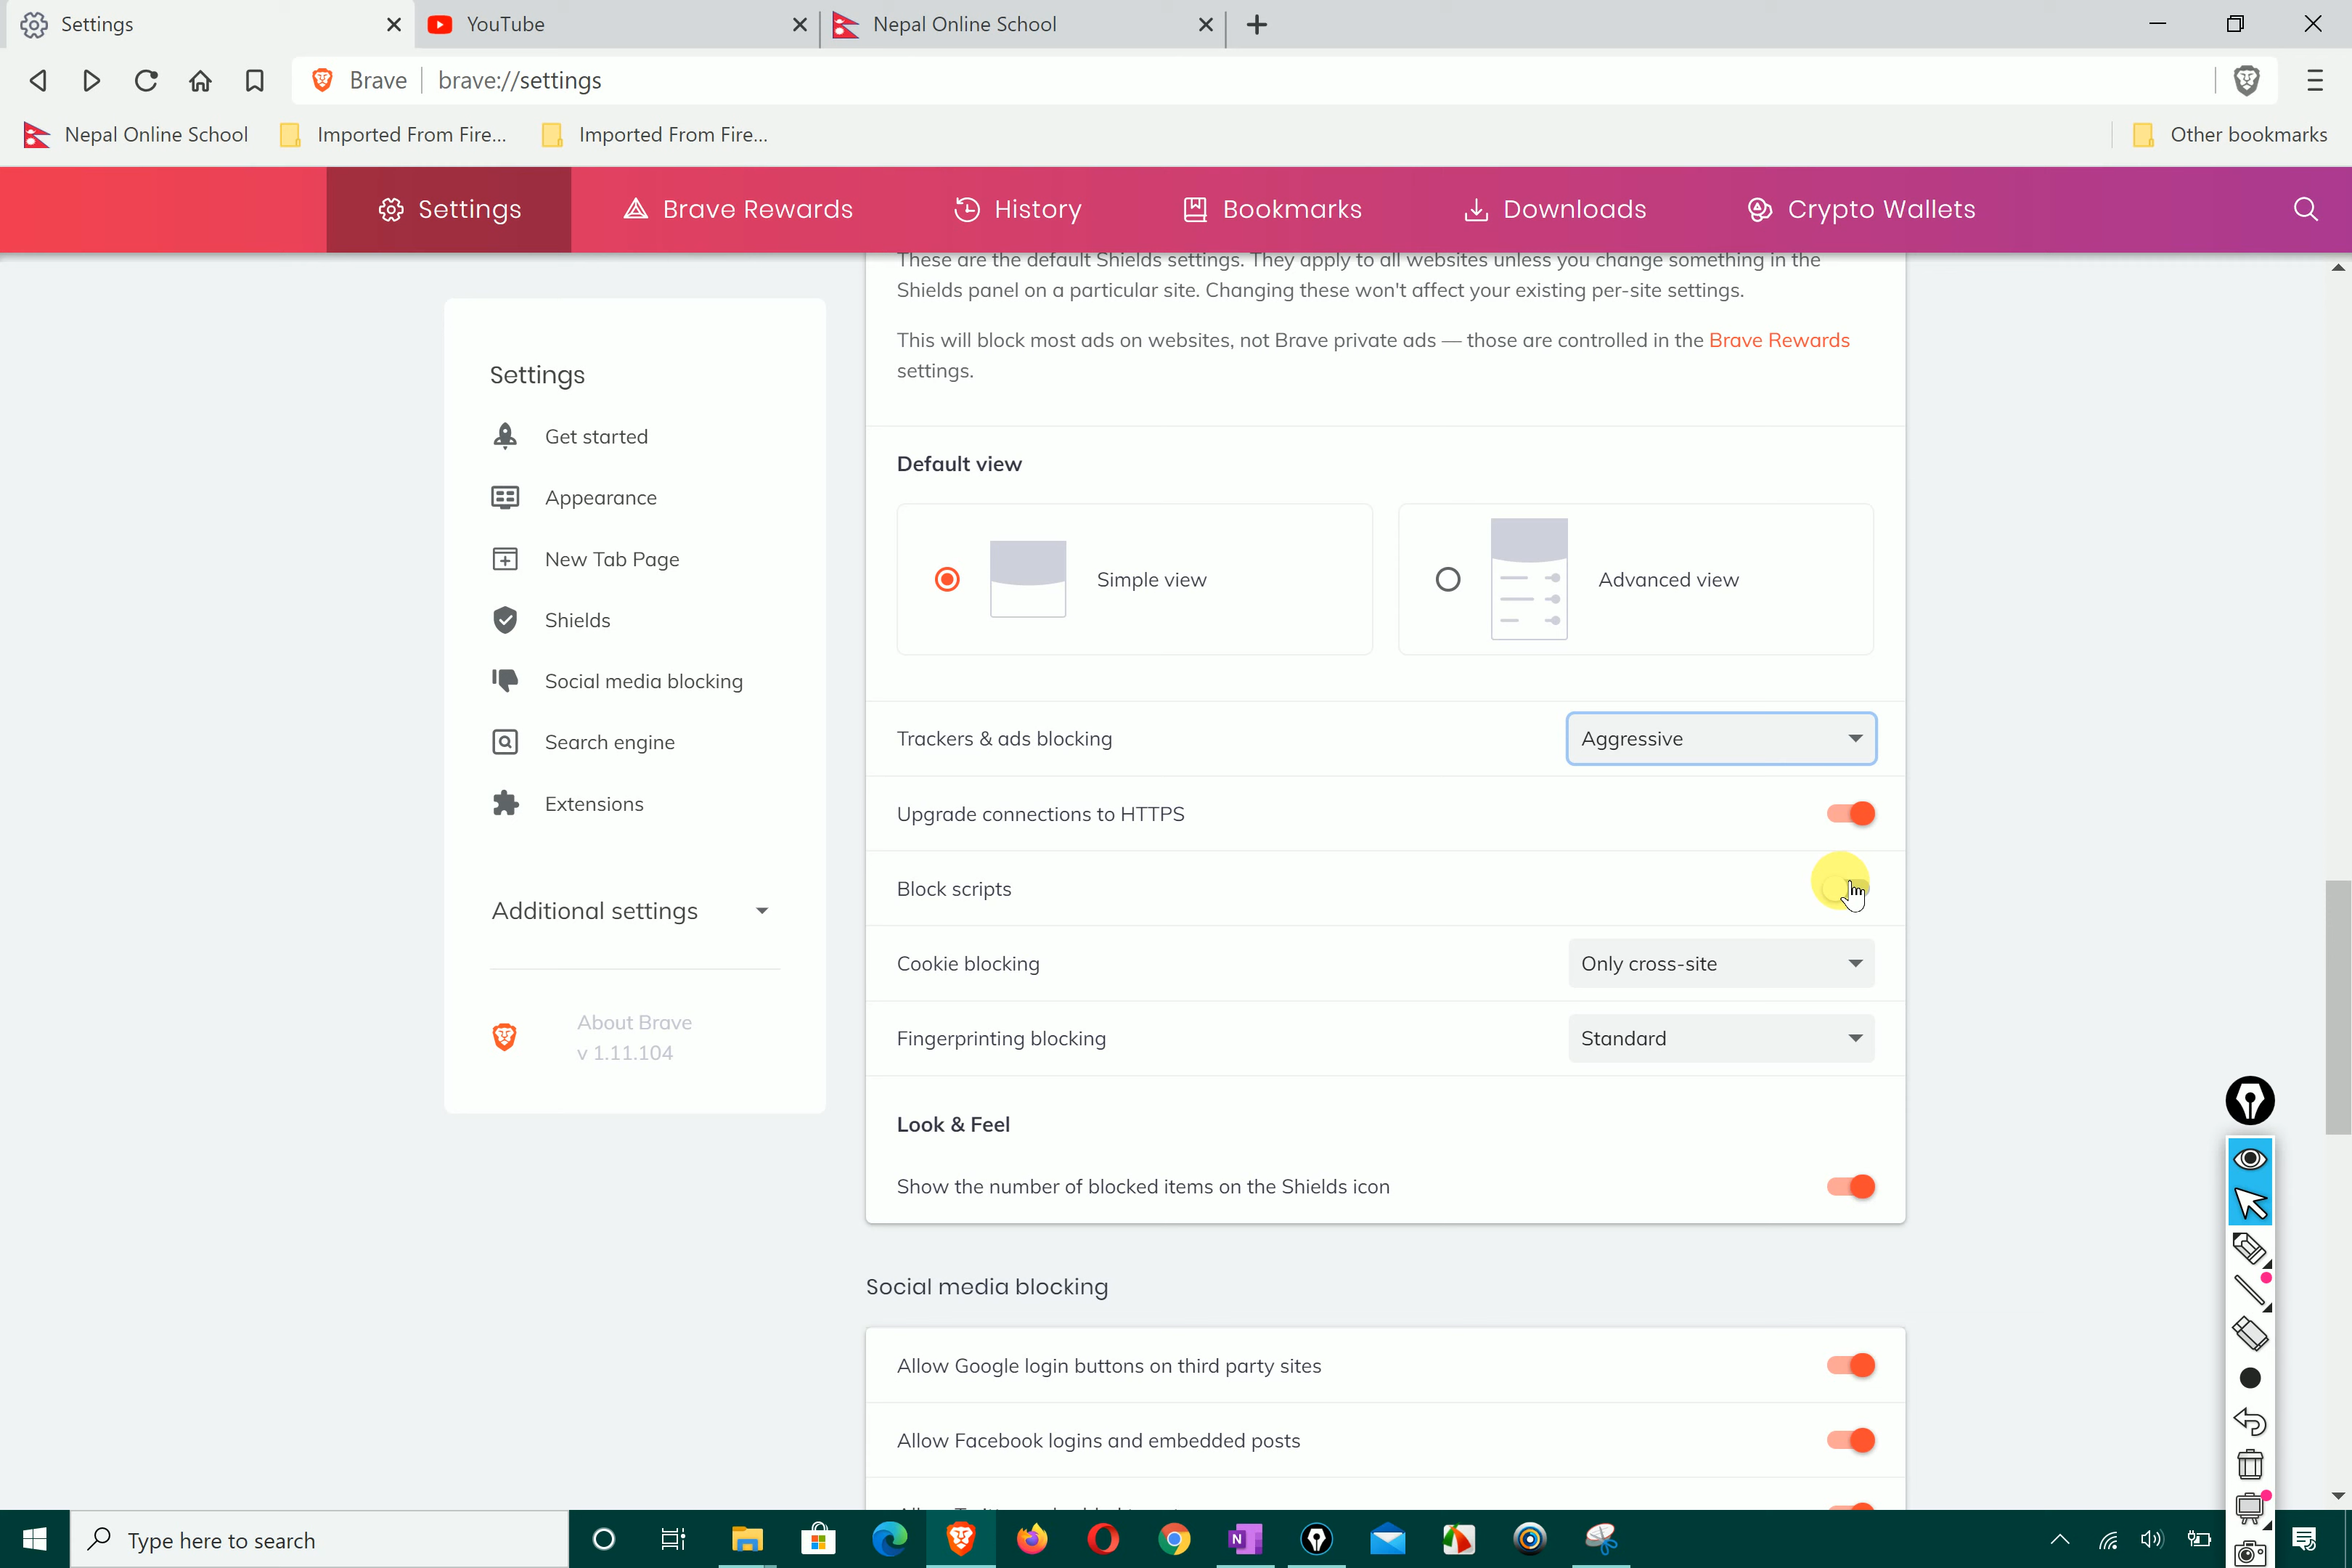 Settings
YouTube
Nepal Online School
Brave
brave://settings
Nepal Online School
Imported From Fire...
Imported From Fire...
Other bookmarks
Settings
Brave Rewards
History
Bookmarks
Downloads
Crypto Wallets
These are the default Shields settings. They apply to all websites unless you change something in the
Shields panel on a particular site. Changing these won't affect your existing per-site settings.
This will block most ads on websites, not Brave private ads — those are controlled in the Brave Rewards
settings.
Settings
Get started
Appearance
New Tab Page
Shields
Social media blocking
Search engine
Extensions
Additional settings
About Brave
v 1.11.104
Default view
Simple view
Advanced view
Trackers & ads blocking
Aggressive
Upgrade connections to HTTPS
Block scripts
Cookie blocking
Only cross-site
Fingerprinting blocking
Standard
Look & Feel
Show the number of blocked items on the Shields icon
Social media blocking
Allow Google login buttons on third party sites
Allow Facebook logins and embedded posts
Type here to search